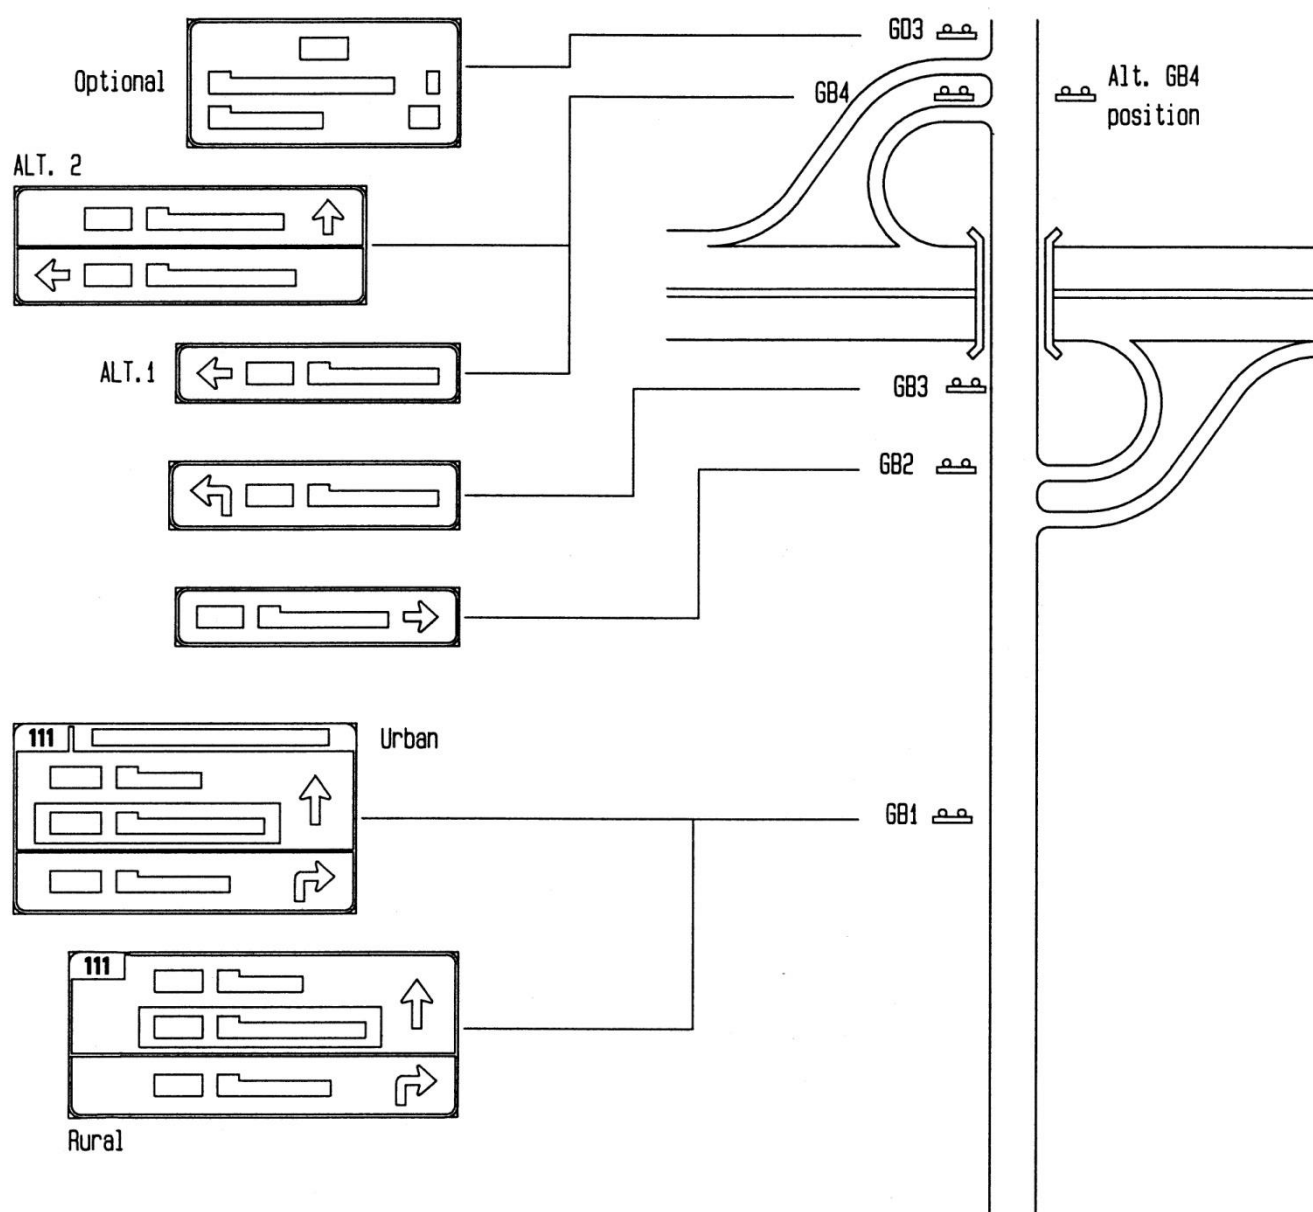 GD3
Optional
GB4
Alt. GB4
position
ALT. 2
ALT.1
GB3
GB2
111
Urban
GB1
111
Rural